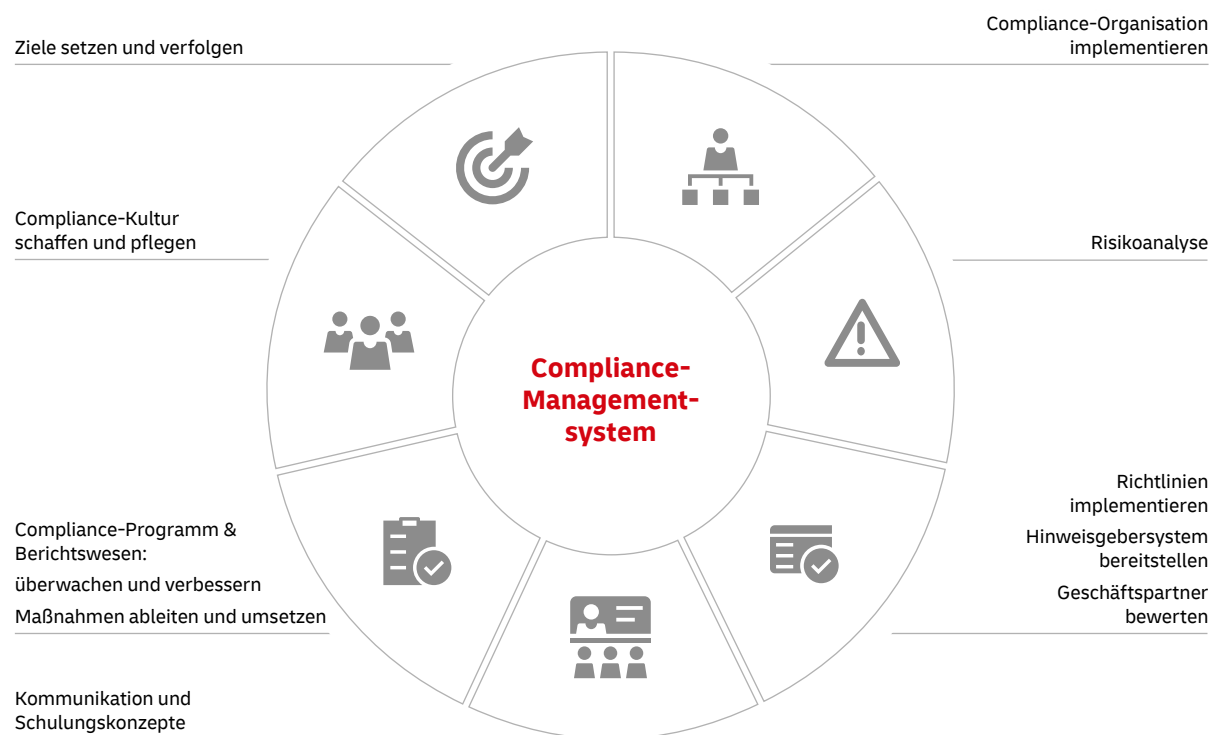 Ziele setzen und verfolgen
Compliance-Organisation
implementieren
Compliance-Kultur
schaffen und pflegen
Risikoanalyse
Compliance-
Management-
system
Compliance-Programm &
Berichtswesen:
überwachen und verbessern
Maßnahmen ableiten und umsetzen
Richtlinien
implementieren
Hinweisgebersystem
bereitstellen
Geschäftspartner
bewerten
Kommunikation und
Schulungskonzepte